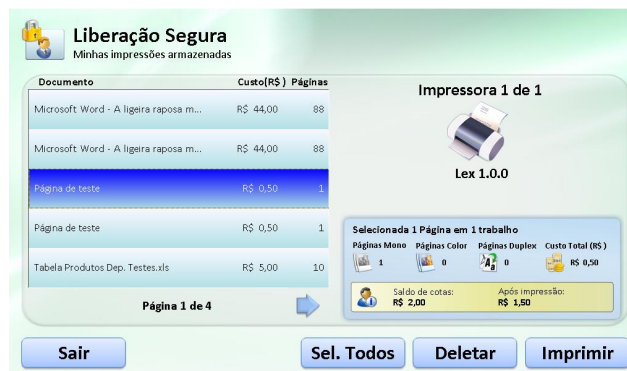 Liberação Segura
Minhas impressões armazenadas
Documento Custo(R$) Páginas
Microsoft Word - A ligeira raposa m... R$ 44,00 88
Microsoft Word - A ligeira raposa m... R$ 44,00 88
Página de teste R$ 0,50 1
Página de teste R$ 0,50 1
Tabela Produtos Dep. Testes.xls R$ 5,00 10
Página 1 de 4
Impressora 1 de 1
Lex 1.0.0
Selecionada 1 Página em 1 trabalho
Páginas Mono Páginas Color Páginas Duplex Custo Total (R$)
1 0 0 R$ 0,50
Saldo de cotas: Após impressão:
R$ 2,00 R$ 1,50
Sair Sel. Todos Deletar Imprimir